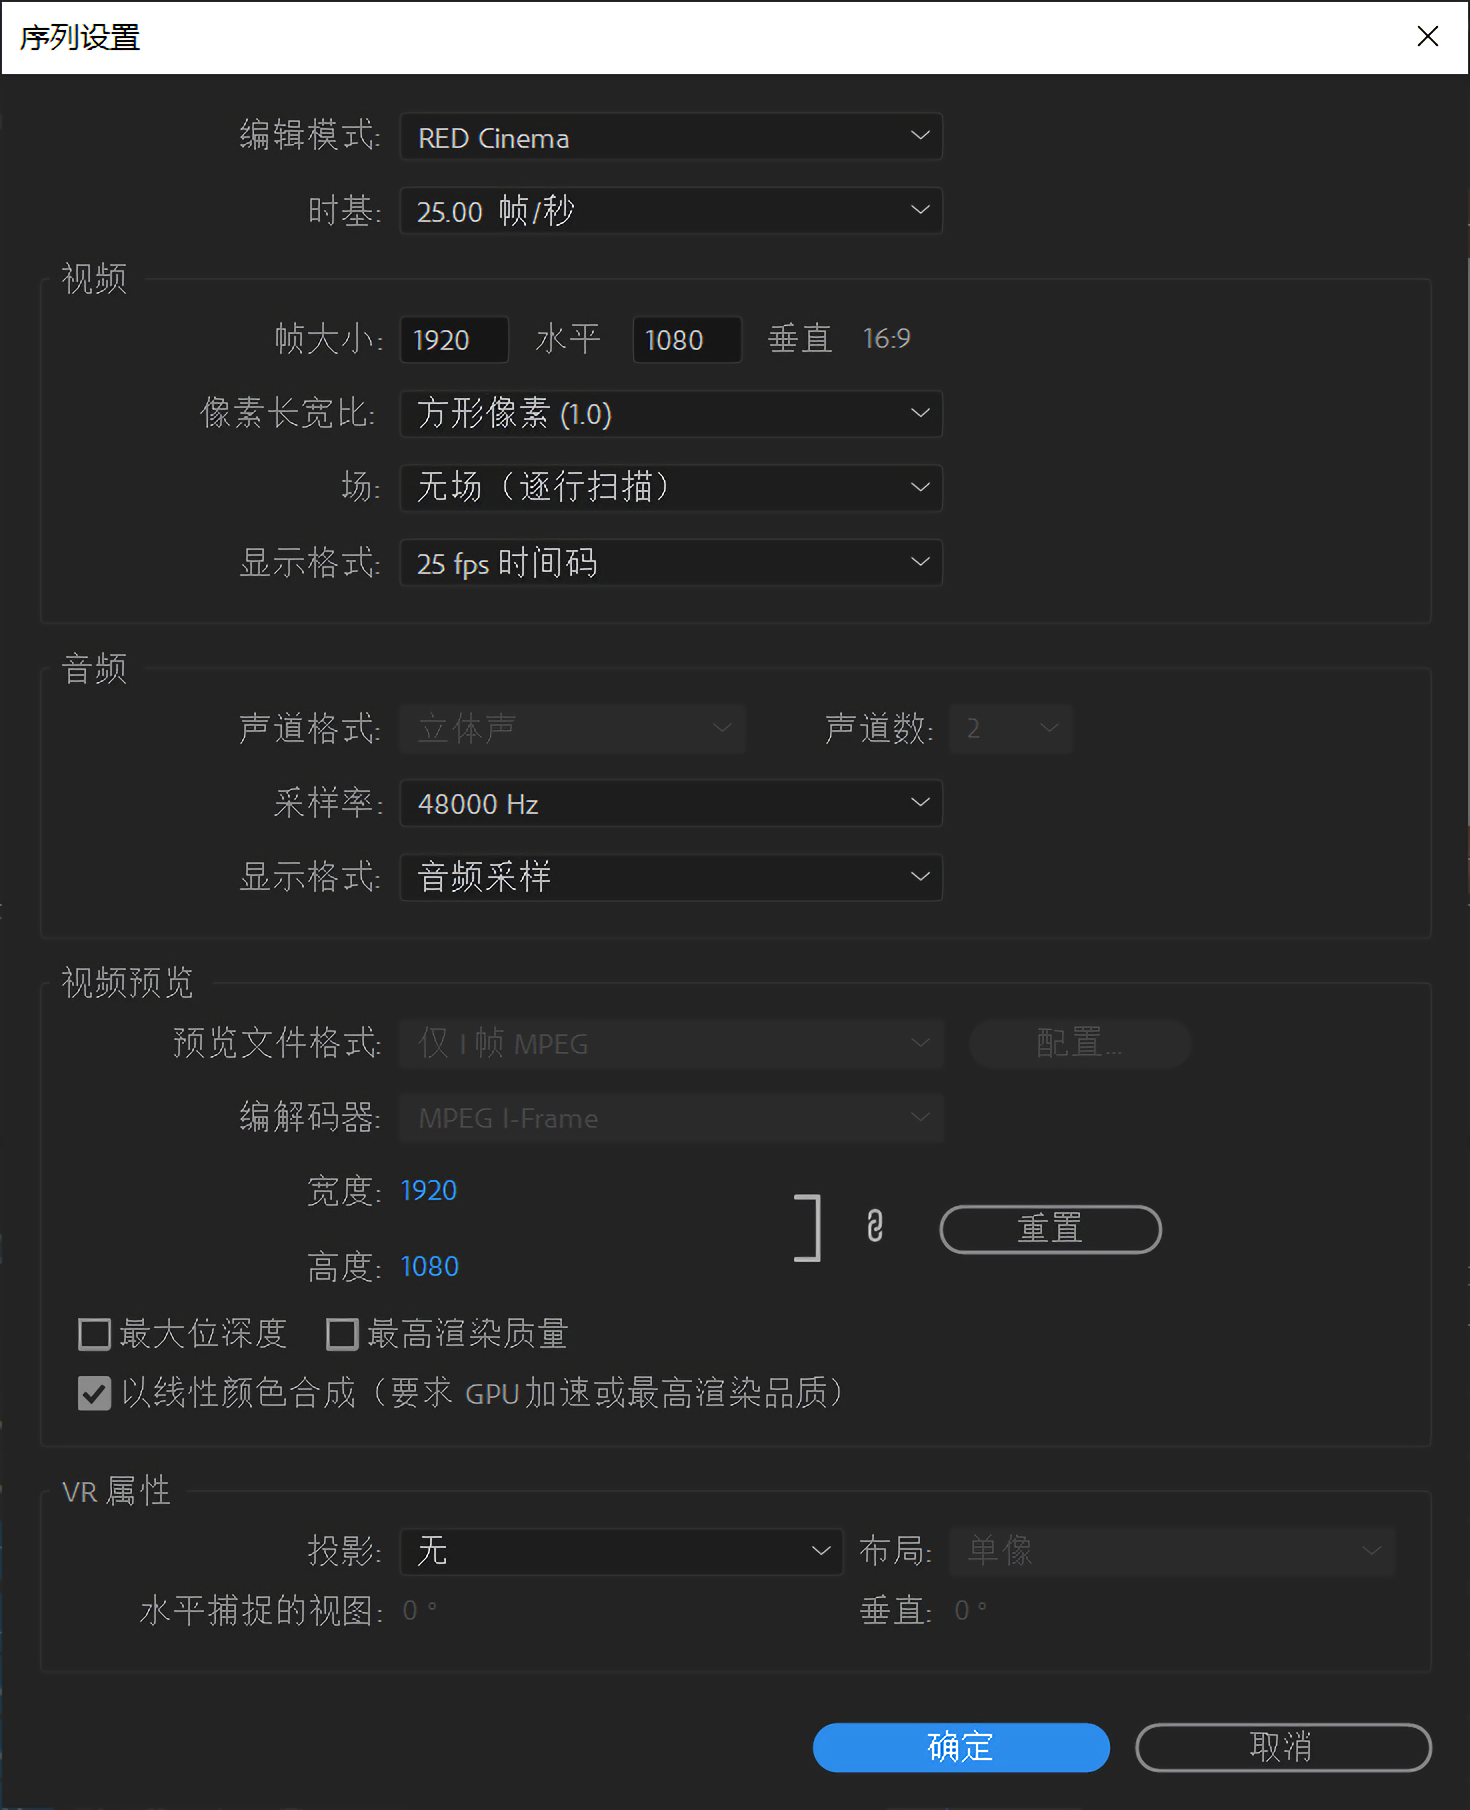 序列设置
编辑模式: RED Cinema
时基: 25.00 帧/秒
视频
帧大小: 1920 水平 1080 垂直 16:9
像素长宽比: 方形像素 (1.0)
场: 无场（逐行扫描）
显示格式: 25 fps 时间码
音频
声道格式: 立体声 声道数: 2
采样率: 48000 Hz
显示格式: 音频采样
视频预览
预览文件格式: 仅 I 帧 MPEG 配置...
编解码器: MPEG I-Frame
宽度: 1920
高度: 1080
重置
最大位深度 最高渲染质量
以线性颜色合成（要求 GPU加速或最高渲染品质）
VR 属性
投影: 无 布局: 单像
水平捕捉的视图: 0 ° 垂直: 0 °
确定 取消